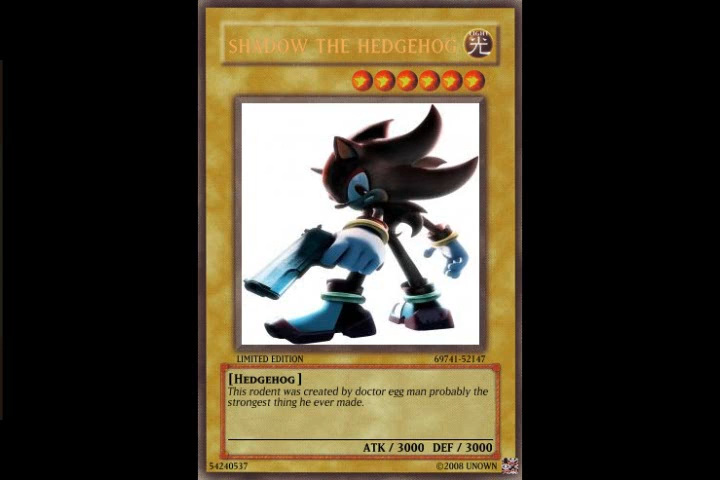 SHADOW THE HEDGEHOG
LIGHT
光
LIMITED EDITION 69741-52147
[HEDGEHOG]
This rodent was created by doctor egg man probably the
strongest thing he ever made.
ATK / 3000 DEF / 3000
54240537 ©2008 UNOWN